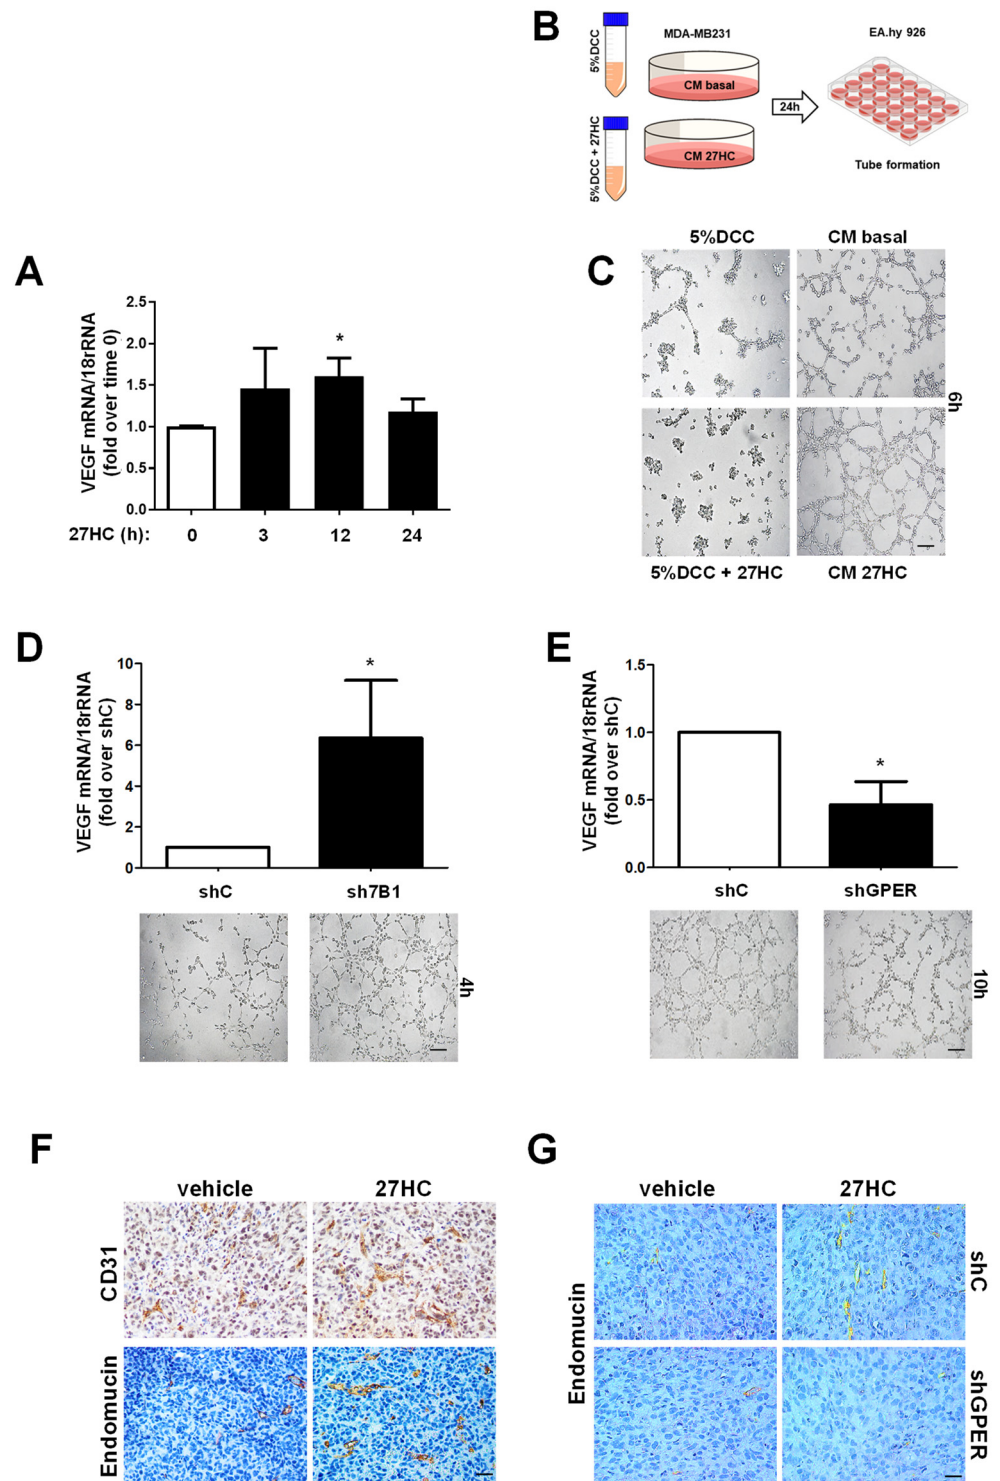 B
MDA-MB231
EA.hy 926
5%DCC
CM basal
24h
5%DCC + 27HC
CM 27HC
Tube formation
A
VEGF mRNA/18rRNA
(fold over time 0)
2.5
2.0
1.5
1.0
0.5
0.0
*
27HC (h):
0
3
12
24
C
5%DCC
CM basal
6h
5%DCC + 27HC
CM 27HC
D
VEGF mRNA/18rRNA
(fold over shC)
10
8
6
4
2
0
*
shC
sh7B1
4h
E
VEGF mRNA/18rRNA
(fold over shC)
1.5
1.0
0.5
0.0
*
shC
shGPER
10h
F
vehicle
27HC
CD31
Endomucin
G
vehicle
27HC
Endomucin
shC
shGPER